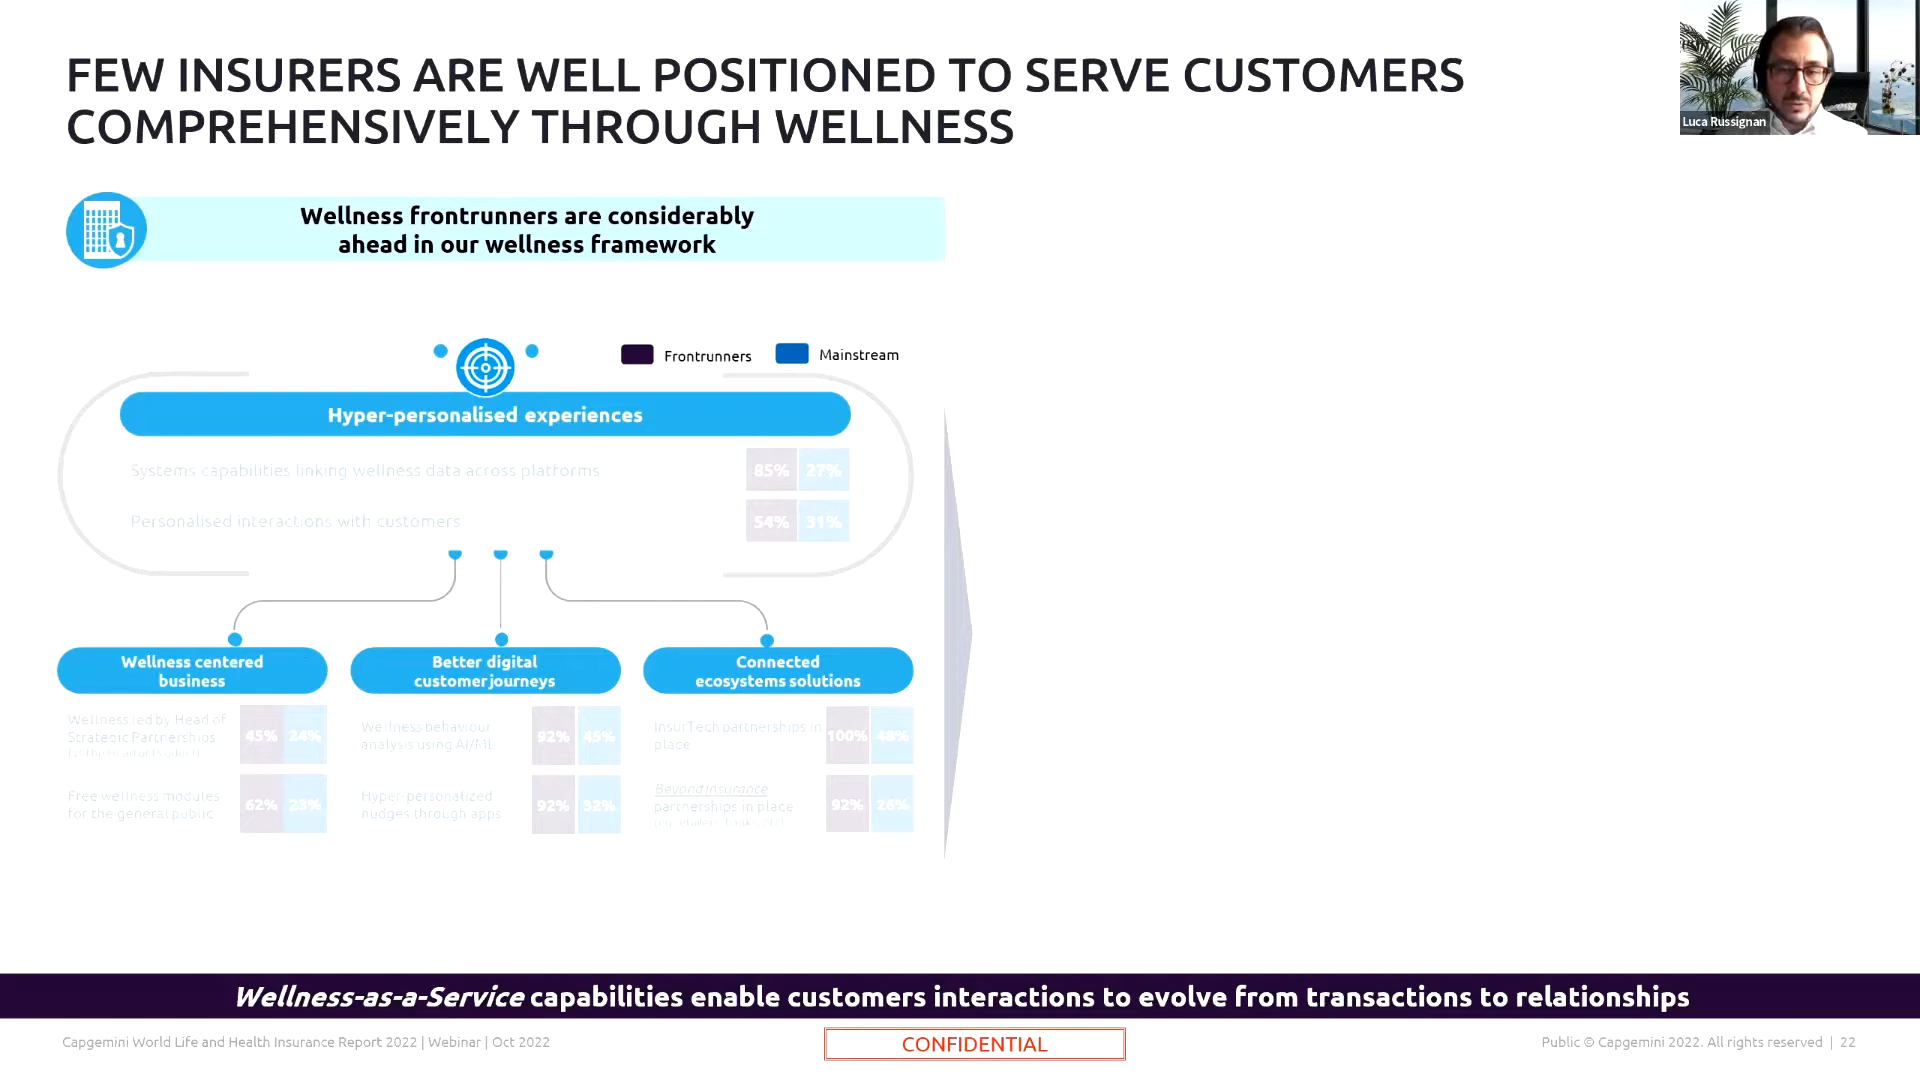 FEW INSURERS ARE WELL POSITIONED TO SERVE CUSTOMERS
COMPREHENSIVELY THROUGH WELLNESS
Luca Russignan
Wellness frontrunners are considerably
ahead in our wellness framework
Frontrunners
Mainstream
Hyper-personalised experiences
Systems capabilities linking wellness data across platforms
85% 27%
Personalised interactions with customers
54% 31%
Wellness centered
business
Wellness led by Head of
Strategic Partnerships
45% 24%
Free wellness modules
for the general public
62% 23%
Better digital
customer journeys
Wellness behaviour
analysis using AI/ML
92% 45%
Hyper-personalized
nudges through apps
92% 32%
Connected
ecosystems solutions
InsurTech partnerships in
place
100% 48%
Beyond Insurance
partnerships in place
92% 26%
Wellness-as-a-Service capabilities enable customers interactions to evolve from transactions to relationships
Capgemini World Life and Health Insurance Report 2022 | Webinar | Oct 2022
CONFIDENTIAL
Public © Capgemini 2022. All rights reserved | 22